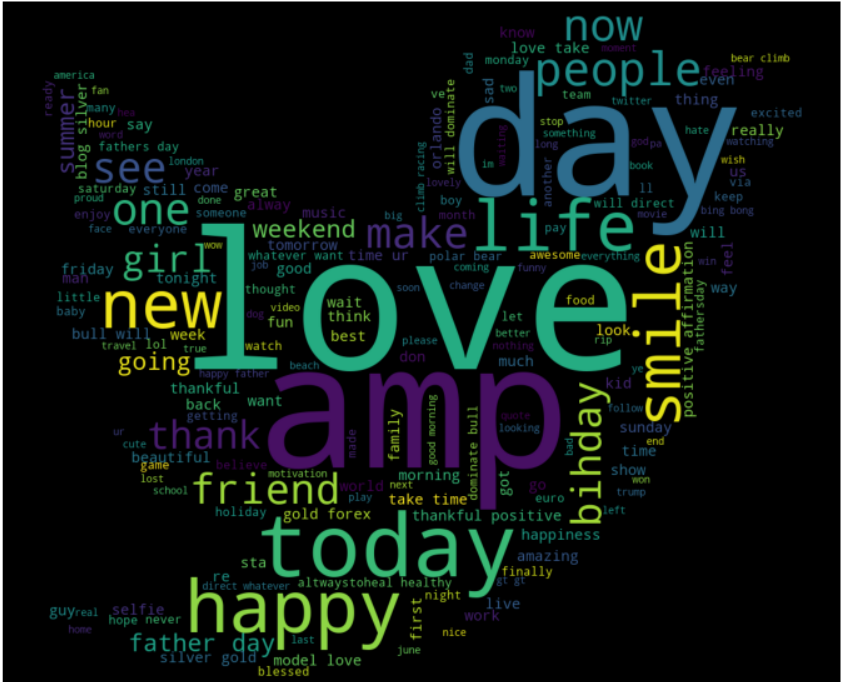 now
know
love take
moment
dad
monday
people
bear climb
feeling
even
america
ready
fan
many
hour
hea
word
say
summer
blog silver
fathers day
ve
sad
two
team
twitter
thing
excited
day
will dominate
orlando
stop
something
hate
really
long
god
pa
watching
waiting
im
book
wish
us
via
see
london
year
saturday
still
come
great
proud
done
climb racing
lovely
another
ll
keep
boy
will direct
movie
bing bong
one
someone
alway
music
big
month
enjoy
face
everyone
weekend
make
life
pay
will
girl
wow
tomorrow
whatever want
time ur
polar bear
awesome
everything
win
feel
friday
tonight
job
good
coming
funny
man
love
smile
way
little
baby
thought
soon
change
positive affirmation
fathersday
new
video
wait
think
food
bull will
week
dog
fun
best
let
better
look
rip
travel
lol
true
watch
please
nothing
going
happy father
beach
don
much
ye
thankful
amp
kid
back
want
follow
getting
quote
bihday
thank
family
good morning
dominate bull
looking
bad
sunday
ur
cute
made
end
beautiful
time
game
believe
morning
got
go
show
lost
motivation
world
next
won
school
friend
play
take time
euro
trump
holiday
gold forex
thankful positive
left
today
happiness
sta
amazing
finally
re
direct whatever
altwaystoheal healthy
gt gt
happy
night
live
guy
real
selfie
first
work
hope
never
home
nice
father day
last
silver gold
model love
june
blessed